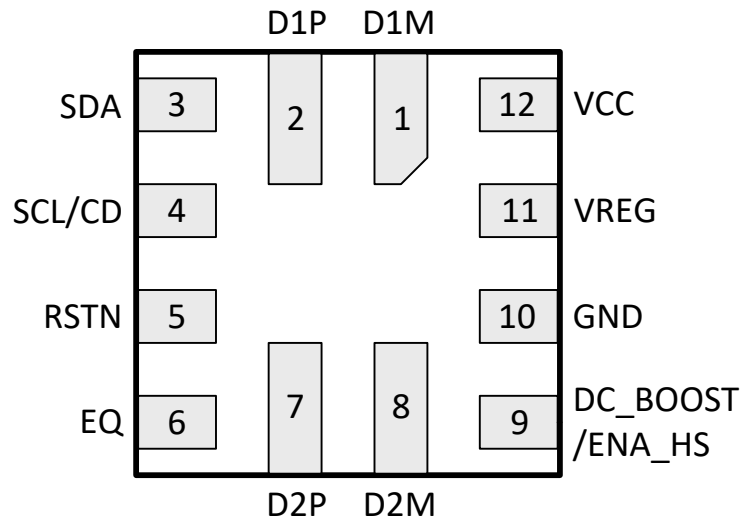 D1P D1M
SDA 3 2 1 12 VCC
SCL/CD 4 11 VREG
RSTN 5 10 GND
EQ 6 7 8 9 DC_BOOST
/ENA_HS
D2P D2M